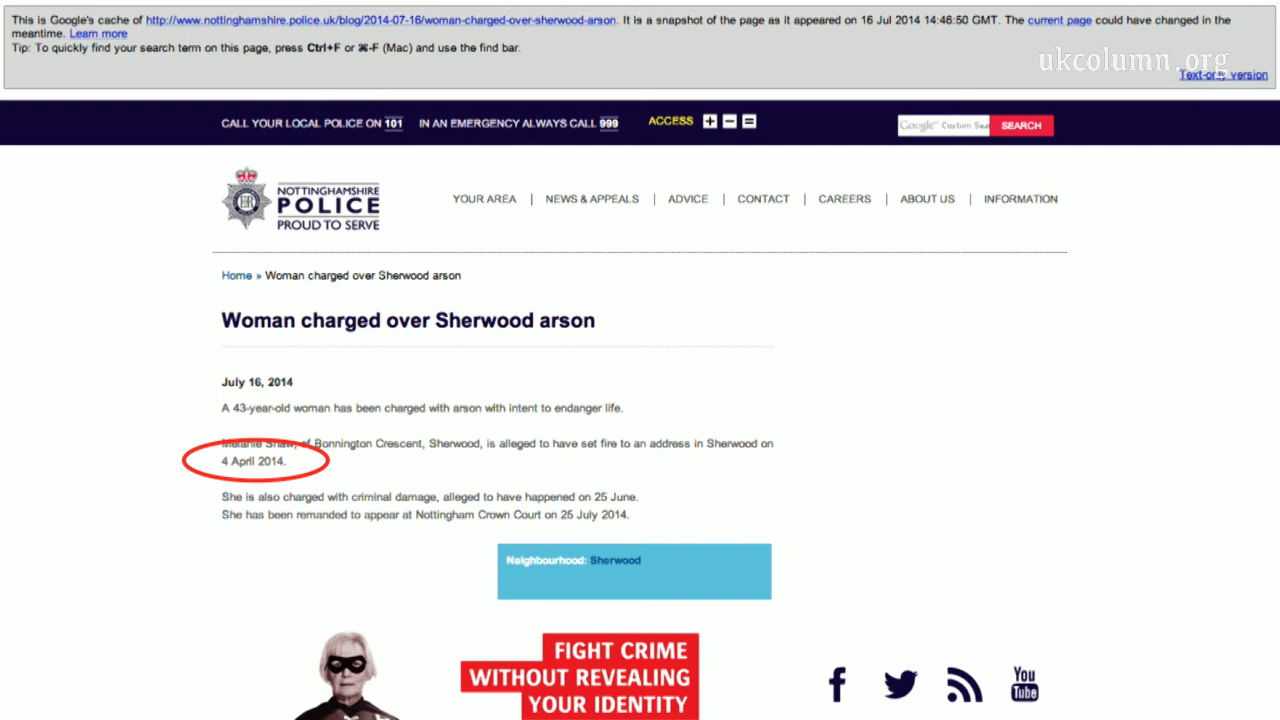 This is Google's cache of http://www.nottinghamshire.police.uk/blog/2014-07-16/woman-charged-over-sherwood-arson. It is a snapshot of the page as it appeared on 16 Jul 2014 14:46:50 GMT. The current page could have changed in the
meantime. Learn more
Tip: To quickly find your search term on this page, press Ctrl+F or ⌘-F (Mac) and use the find bar.
ukcolumn.org
Text-only version
CALL YOUR LOCAL POLICE ON 101 IN AN EMERGENCY ALWAYS CALL 999 ACCESS + − = Google™ Custom Sea SEARCH
NOTTINGHAMSHIRE
POLICE
PROUD TO SERVE
YOUR AREA | NEWS & APPEALS | ADVICE | CONTACT | CAREERS | ABOUT US | INFORMATION
Home » Woman charged over Sherwood arson
Woman charged over Sherwood arson
July 16, 2014
A 43-year-old woman has been charged with arson with intent to endanger life.
Melanie Shaw, of Bonnington Crescent, Sherwood, is alleged to have set fire to an address in Sherwood on
4 April 2014.
She is also charged with criminal damage, alleged to have happened on 25 June.
She has been remanded to appear at Nottingham Crown Court on 25 July 2014.
Neighbourhood: Sherwood
FIGHT CRIME
WITHOUT REVEALING
YOUR IDENTITY
You
Tube